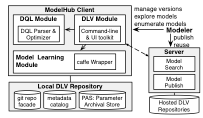 ModelHub Client
DQL Module
DLV Module
DQL Parser &
Optimizer
Command-line
& UI toolkit
Model Learning
Module
caffe Wrapper
Local DLV Repository
git repo
facade
metadata
catalog
PAS: Parameter
Archival Store
manage versions
explore models
enumerate models
Modeler
publish
reuse
Server
Model
Search
Model
Publish
Hosted DLV
Repositories